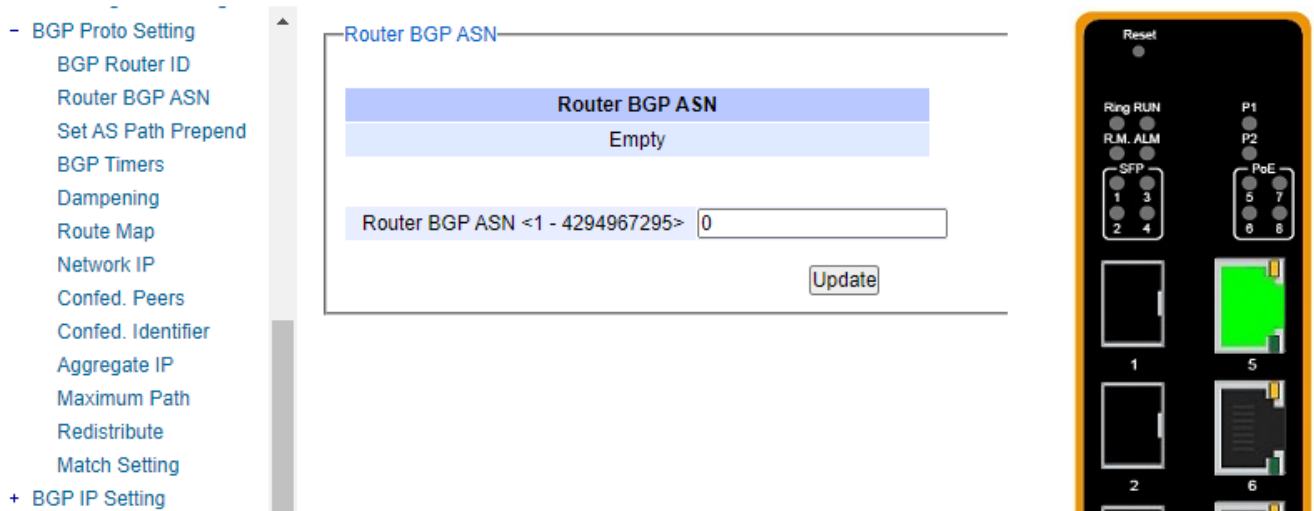 - BGP Proto Setting
BGP Router ID
Router BGP ASN
Set AS Path Prepend
BGP Timers
Dampening
Route Map
Network IP
Confed. Peers
Confed. Identifier
Aggregate IP
Maximum Path
Redistribute
Match Setting
+ BGP IP Setting
Router BGP ASN
Router BGP ASN
Empty
Router BGP ASN <1 - 4294967295> 0
Update
Reset
Ring RUN P1
R.M. ALM P2
SFP PoE
1 3 5 7
2 4 6 8
1 5
2 6